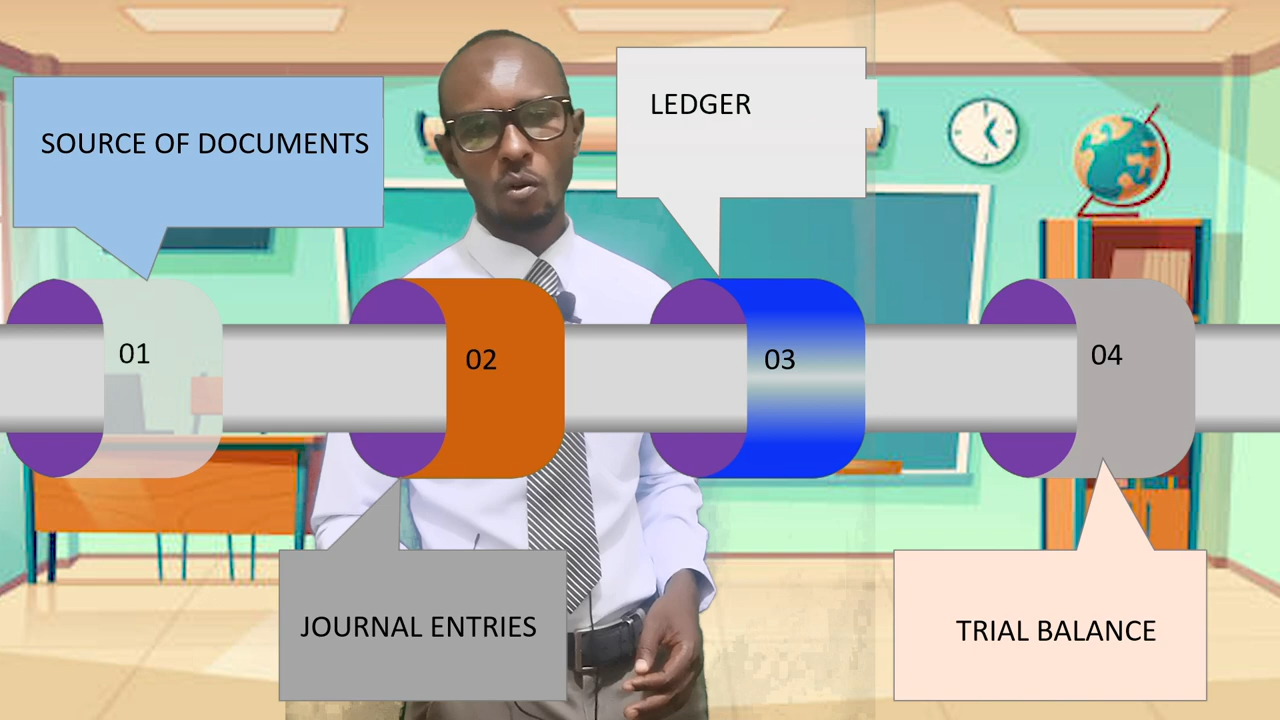 SOURCE OF DOCUMENTS
LEDGER
01
02
03
04
JOURNAL ENTRIES
TRIAL BALANCE